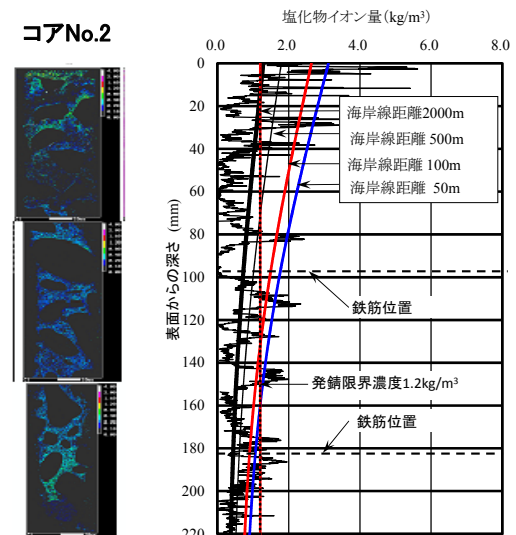 コアNo.2
塩化物イオン量(kg/m³)
0.0 2.0 4.0 6.0 8.0
表面からの深さ (mm)
0
20
40
60
80
100
120
140
160
180
200
220
海岸線距離2000m
海岸線距離 500m
海岸線距離 100m
海岸線距離 50m
鉄筋位置
発錆限界濃度1.2kg/m³
鉄筋位置